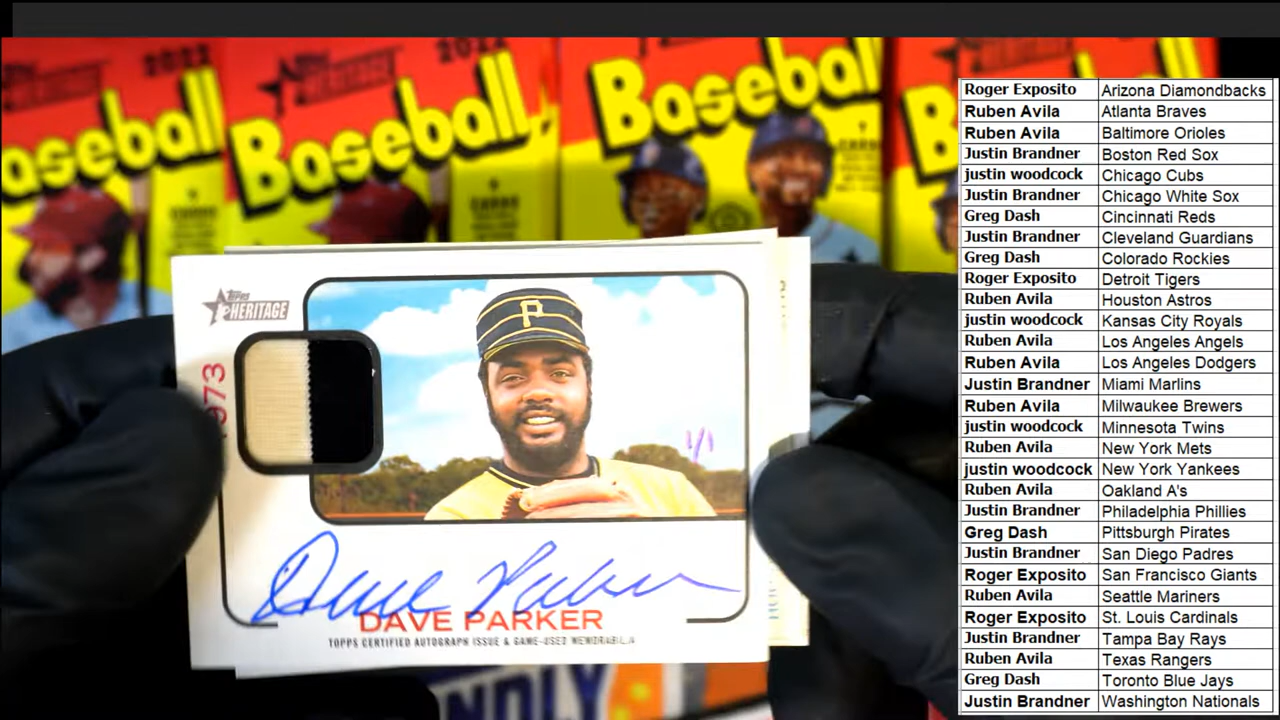 2022
Baseball
2022
HERITAGE
Baseball
Baseball
CARDS
TOPPS
HERITAGE
P
973
1/1
Dave Parker
DAVE PARKER
TOPPS CERTIFIED AUTOGRAPH ISSUE & GAME-USED MEMORABILIA
Roger Exposito Arizona Diamondbacks
Ruben Avila Atlanta Braves
Ruben Avila Baltimore Orioles
Justin Brandner Boston Red Sox
justin woodcock Chicago Cubs
Justin Brandner Chicago White Sox
Greg Dash Cincinnati Reds
Justin Brandner Cleveland Guardians
Greg Dash Colorado Rockies
Roger Exposito Detroit Tigers
Ruben Avila Houston Astros
justin woodcock Kansas City Royals
Ruben Avila Los Angeles Angels
Ruben Avila Los Angeles Dodgers
Justin Brandner Miami Marlins
Ruben Avila Milwaukee Brewers
justin woodcock Minnesota Twins
Ruben Avila New York Mets
justin woodcock New York Yankees
Ruben Avila Oakland A's
Justin Brandner Philadelphia Phillies
Greg Dash Pittsburgh Pirates
Justin Brandner San Diego Padres
Roger Exposito San Francisco Giants
Ruben Avila Seattle Mariners
Roger Exposito St. Louis Cardinals
Justin Brandner Tampa Bay Rays
Ruben Avila Texas Rangers
Greg Dash Toronto Blue Jays
Justin Brandner Washington Nationals